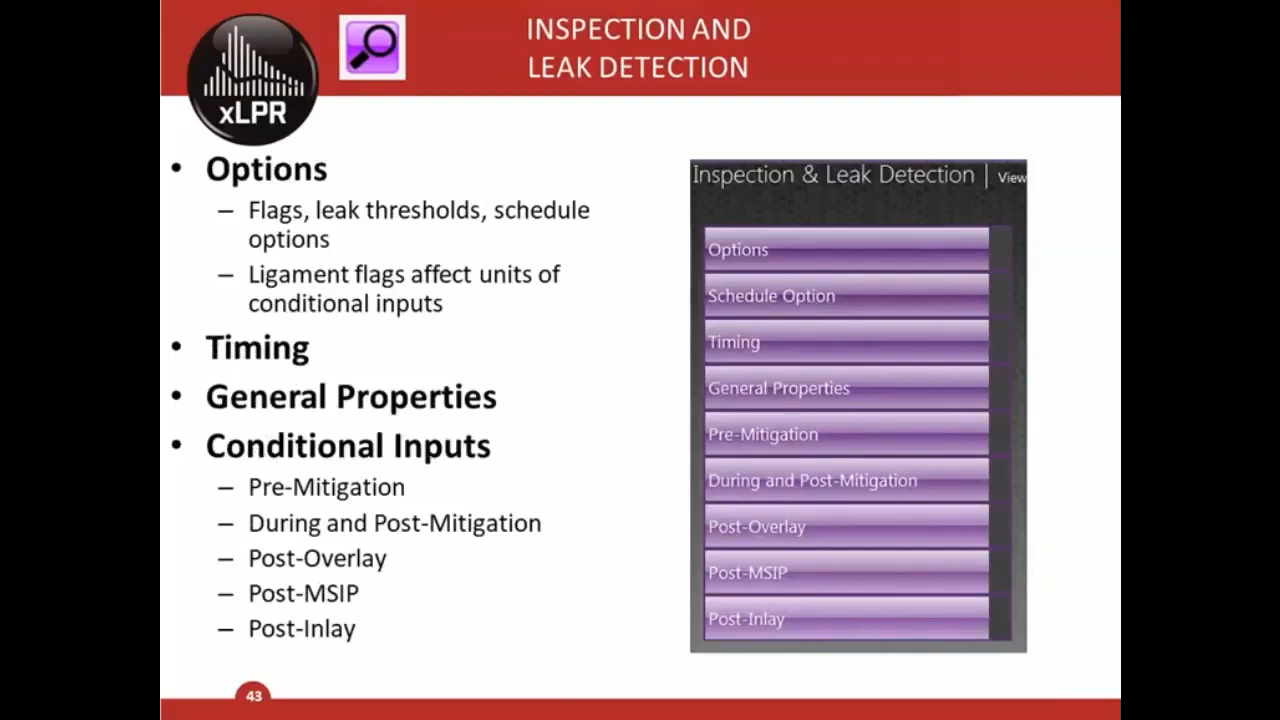 INSPECTION AND
LEAK DETECTION
xLPR
• Options
– Flags, leak thresholds, schedule
options
– Ligament flags affect units of
conditional inputs
• Timing
• General Properties
• Conditional Inputs
– Pre-Mitigation
– During and Post-Mitigation
– Post-Overlay
– Post-MSIP
– Post-Inlay
Inspection & Leak Detection | View
Options
Schedule Option
Timing
General Properties
Pre-Mitigation
During and Post-Mitigation
Post-Overlay
Post-MSIP
Post-Inlay
43